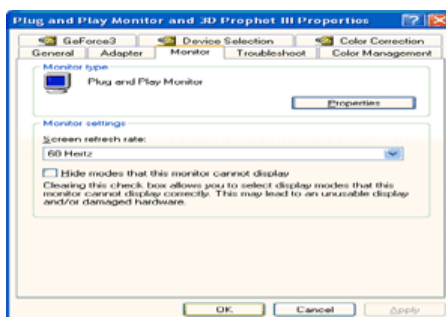 Plug and Play Monitor and 3D Prophet III Properties
GeForce3 Device Selection Color Correction
General Adapter Monitor Troubleshoot Color Management
Monitor type
Plug and Play Monitor
Properties
Monitor settings
Screen refresh rate:
60 Hertz
Hide modes that this monitor cannot display
Clearing this check box allows you to select display modes that this
monitor cannot display correctly. This may lead to an unusable display
and/or damaged hardware.
OK Cancel Apply